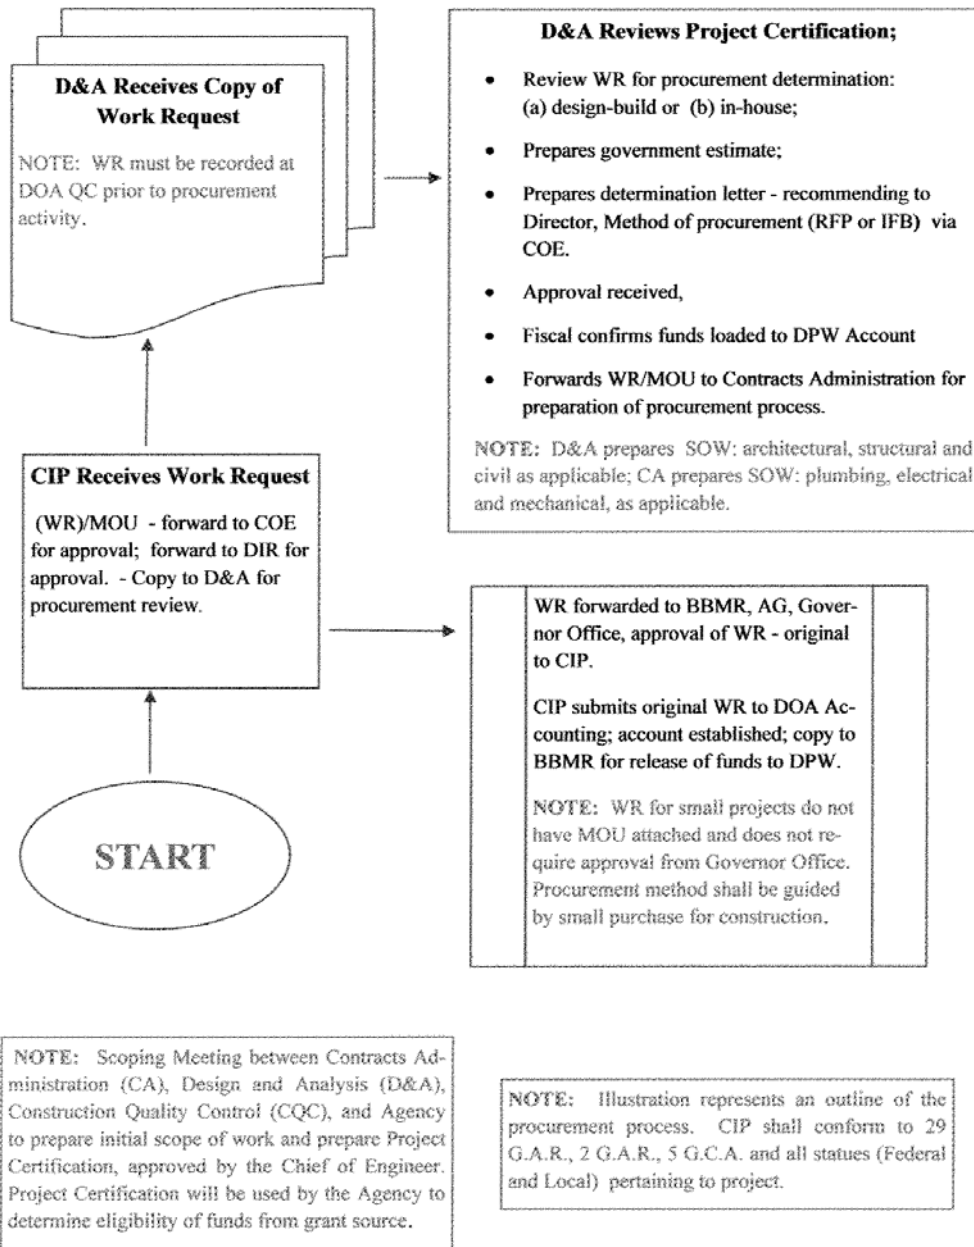 D&A Receives Copy of
Work Request
NOTE: WR must be recorded at
DOA QC prior to procurement
activity.
D&A Reviews Project Certification;
• Review WR for procurement determination:
(a) design-build or (b) in-house;
• Prepares government estimate;
• Prepares determination letter - recommending to
Director, Method of procurement (RFP or IFB) via
COE.
• Approval received,
• Fiscal confirms funds loaded to DPW Account
• Forwards WR/MOU to Contracts Administration for
preparation of procurement process.
NOTE: D&A prepares SOW: architectural, structural and
civil as applicable; CA prepares SOW: plumbing, electrical
and mechanical, as applicable.
CIP Receives Work Request
(WR)/MOU - forward to COE
for approval; forward to DIR for
approval. - Copy to D&A for
procurement review.
WR forwarded to BBMR, AG, Gover-
nor Office, approval of WR - original
to CIP.
CIP submits original WR to DOA Ac-
counting; account established; copy to
BBMR for release of funds to DPW.
NOTE: WR for small projects do not
have MOU attached and does not re-
quire approval from Governor Office.
Procurement method shall be guided
by small purchase for construction.
START
NOTE: Scoping Meeting between Contracts Ad-
ministration (CA), Design and Analysis (D&A),
Construction Quality Control (CQC), and Agency
to prepare initial scope of work and prepare Project
Certification, approved by the Chief of Engineer.
Project Certification will be used by the Agency to
determine eligibility of funds from grant source.
NOTE: Illustration represents an outline of the
procurement process. CIP shall conform to 29
G.A.R., 2 G.A.R., 5 G.C.A. and all statues (Federal
and Local) pertaining to project.